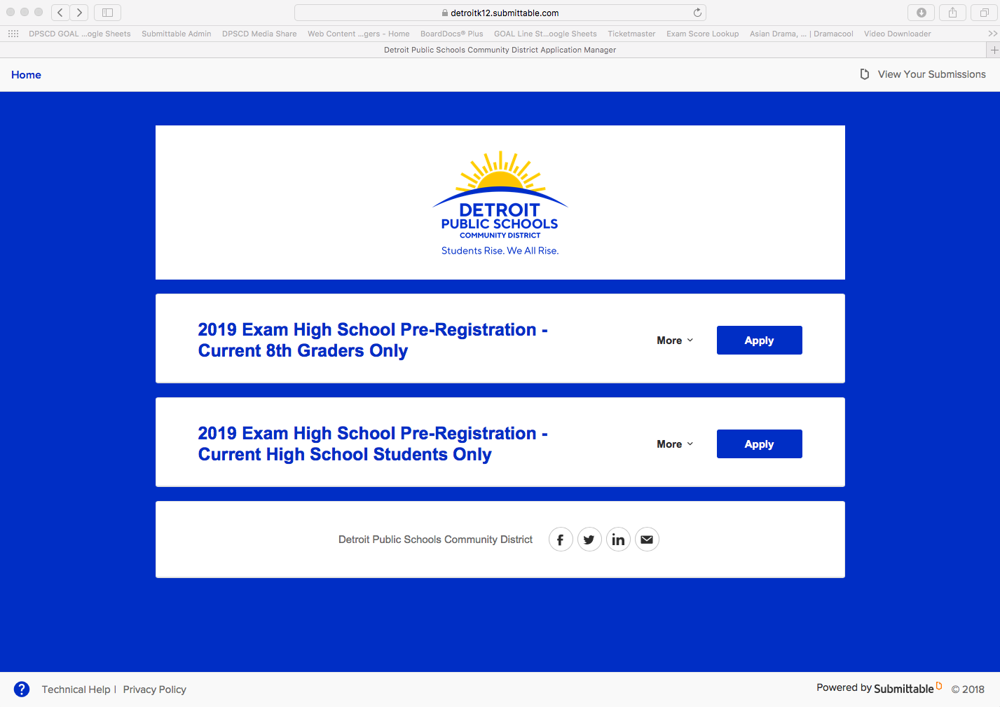 detroitk12.submittable.com
DPSCD GOAL ...ogle Sheets Submittable Admin DPSCD Media Share Web Content ...gers - Home BoardDocs® Plus GOAL Line St...oogle Sheets Ticketmaster Exam Score Lookup Asian Drama, ... | Dramacool Video Downloader >>
Detroit Public Schools Community District Application Manager
Home View Your Submissions
DETROIT
PUBLIC SCHOOLS
COMMUNITY DISTRICT
Students Rise. We All Rise.
2019 Exam High School Pre-Registration -
Current 8th Graders Only
More Apply
2019 Exam High School Pre-Registration -
Current High School Students Only
More Apply
Detroit Public Schools Community District
? Technical Help | Privacy Policy Powered by Submittable © 2018